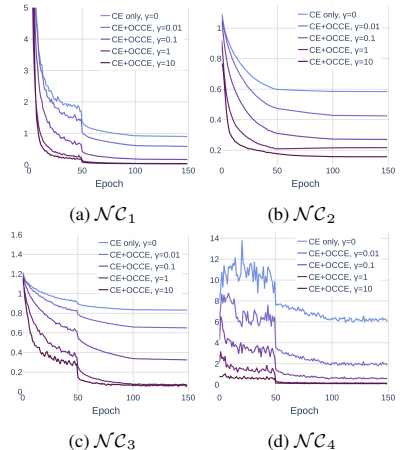 5
4
3
2
1
0
0
50
100
150
Epoch
CE only, γ=0
CE+OCCE, γ=0.01
CE+OCCE, γ=0.1
CE+OCCE, γ=1
CE+OCCE, γ=10
(a) 𝒩𝒞₁
1
0.8
0.6
0.4
0.2
0
50
100
150
Epoch
CE only, γ=0
CE+OCCE, γ=0.01
CE+OCCE, γ=0.1
CE+OCCE, γ=1
CE+OCCE, γ=10
(b) 𝒩𝒞₂
1.6
1.4
1.2
1
0.8
0.6
0.4
0.2
0
0
50
100
150
Epoch
CE only, γ=0
CE+OCCE, γ=0.01
CE+OCCE, γ=0.1
CE+OCCE, γ=1
CE+OCCE, γ=10
(c) 𝒩𝒞₃
14
12
10
8
6
4
2
0
0
50
100
150
Epoch
CE only, γ=0
CE+OCCE, γ=0.01
CE+OCCE, γ=0.1
CE+OCCE, γ=1
CE+OCCE, γ=10
(d) 𝒩𝒞₄